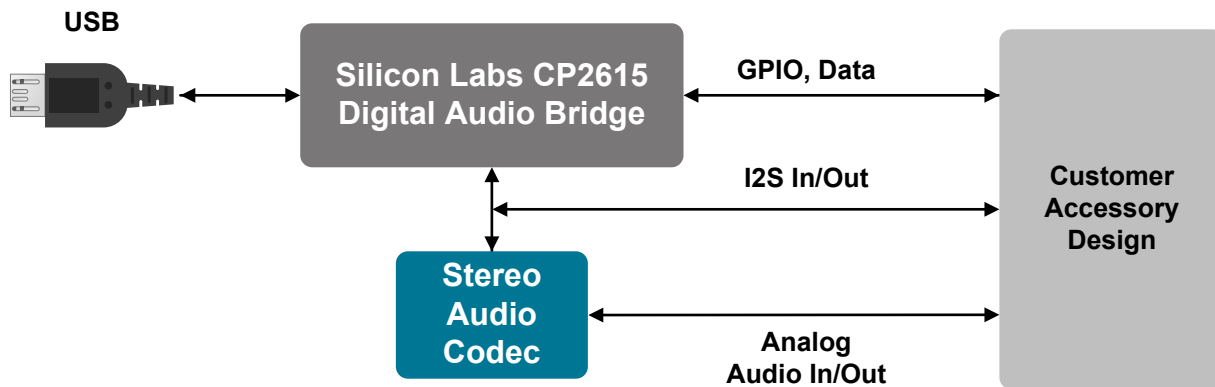 USB
Silicon Labs CP2615
Digital Audio Bridge
GPIO, Data
I2S In/Out
Customer
Accessory
Design
Stereo
Audio
Codec
Analog
Audio In/Out